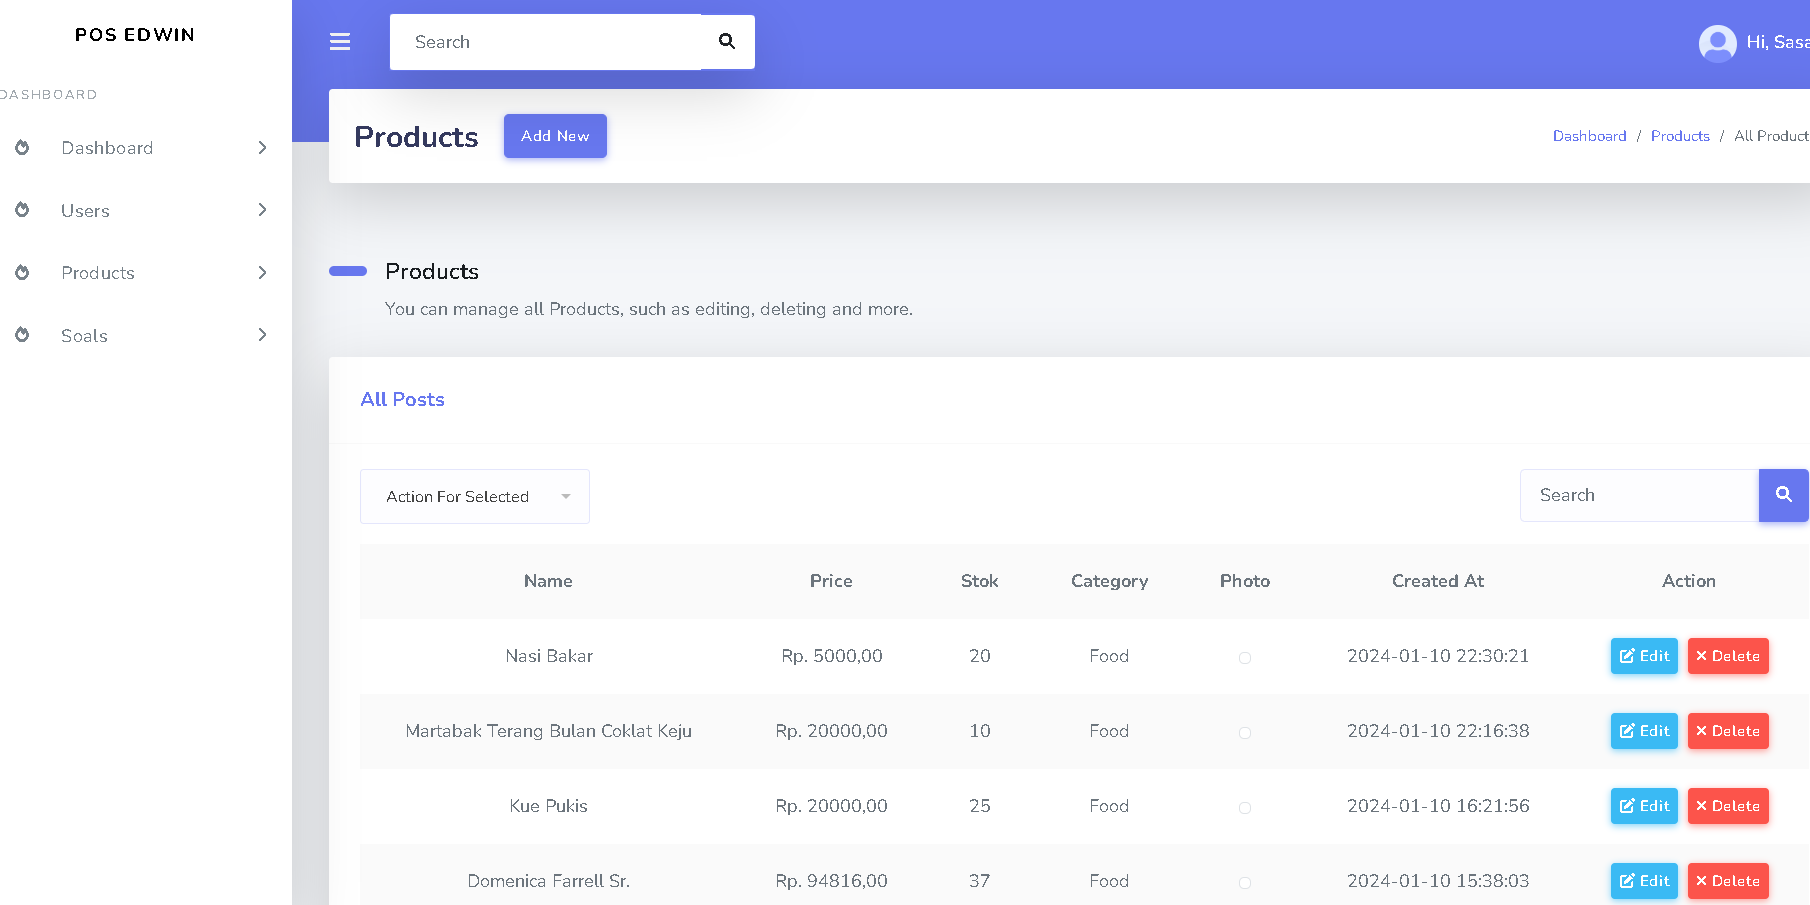 POS EDWIN
DASHBOARD
Dashboard
Users
Products
Soals
Search
Hi, Sasa
Products
Add New
Dashboard / Products / All Product
Products
You can manage all Products, such as editing, deleting and more.
All Posts
Action For Selected
Search
Name Price Stok Category Photo Created At Action
Nasi Bakar Rp. 5000,00 20 Food 2024-01-10 22:30:21 Edit Delete
Martabak Terang Bulan Coklat Keju Rp. 20000,00 10 Food 2024-01-10 22:16:38 Edit Delete
Kue Pukis Rp. 20000,00 25 Food 2024-01-10 16:21:56 Edit Delete
Domenica Farrell Sr. Rp. 94816,00 37 Food 2024-01-10 15:38:03 Edit Delete